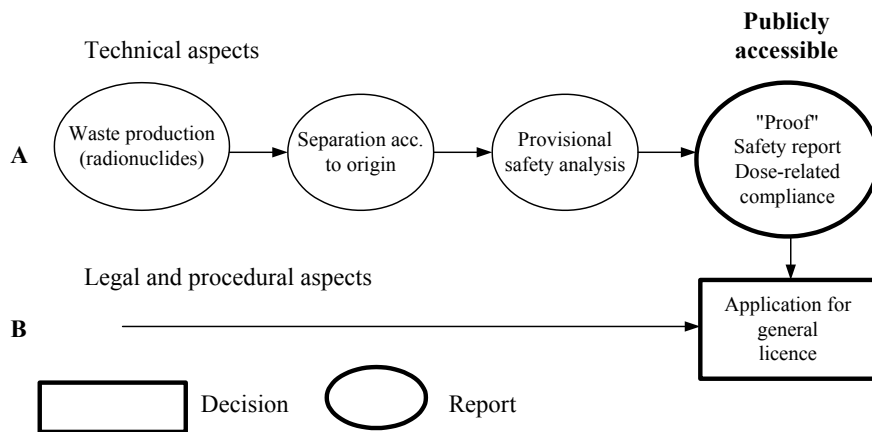 Publicly
accessible
Technical aspects
A
Waste production
(radionuclides)
Separation acc.
to origin
Provisional
safety analysis
"Proof"
Safety report
Dose-related
compliance
Legal and procedural aspects
B
Application for
general
licence
Decision
Report